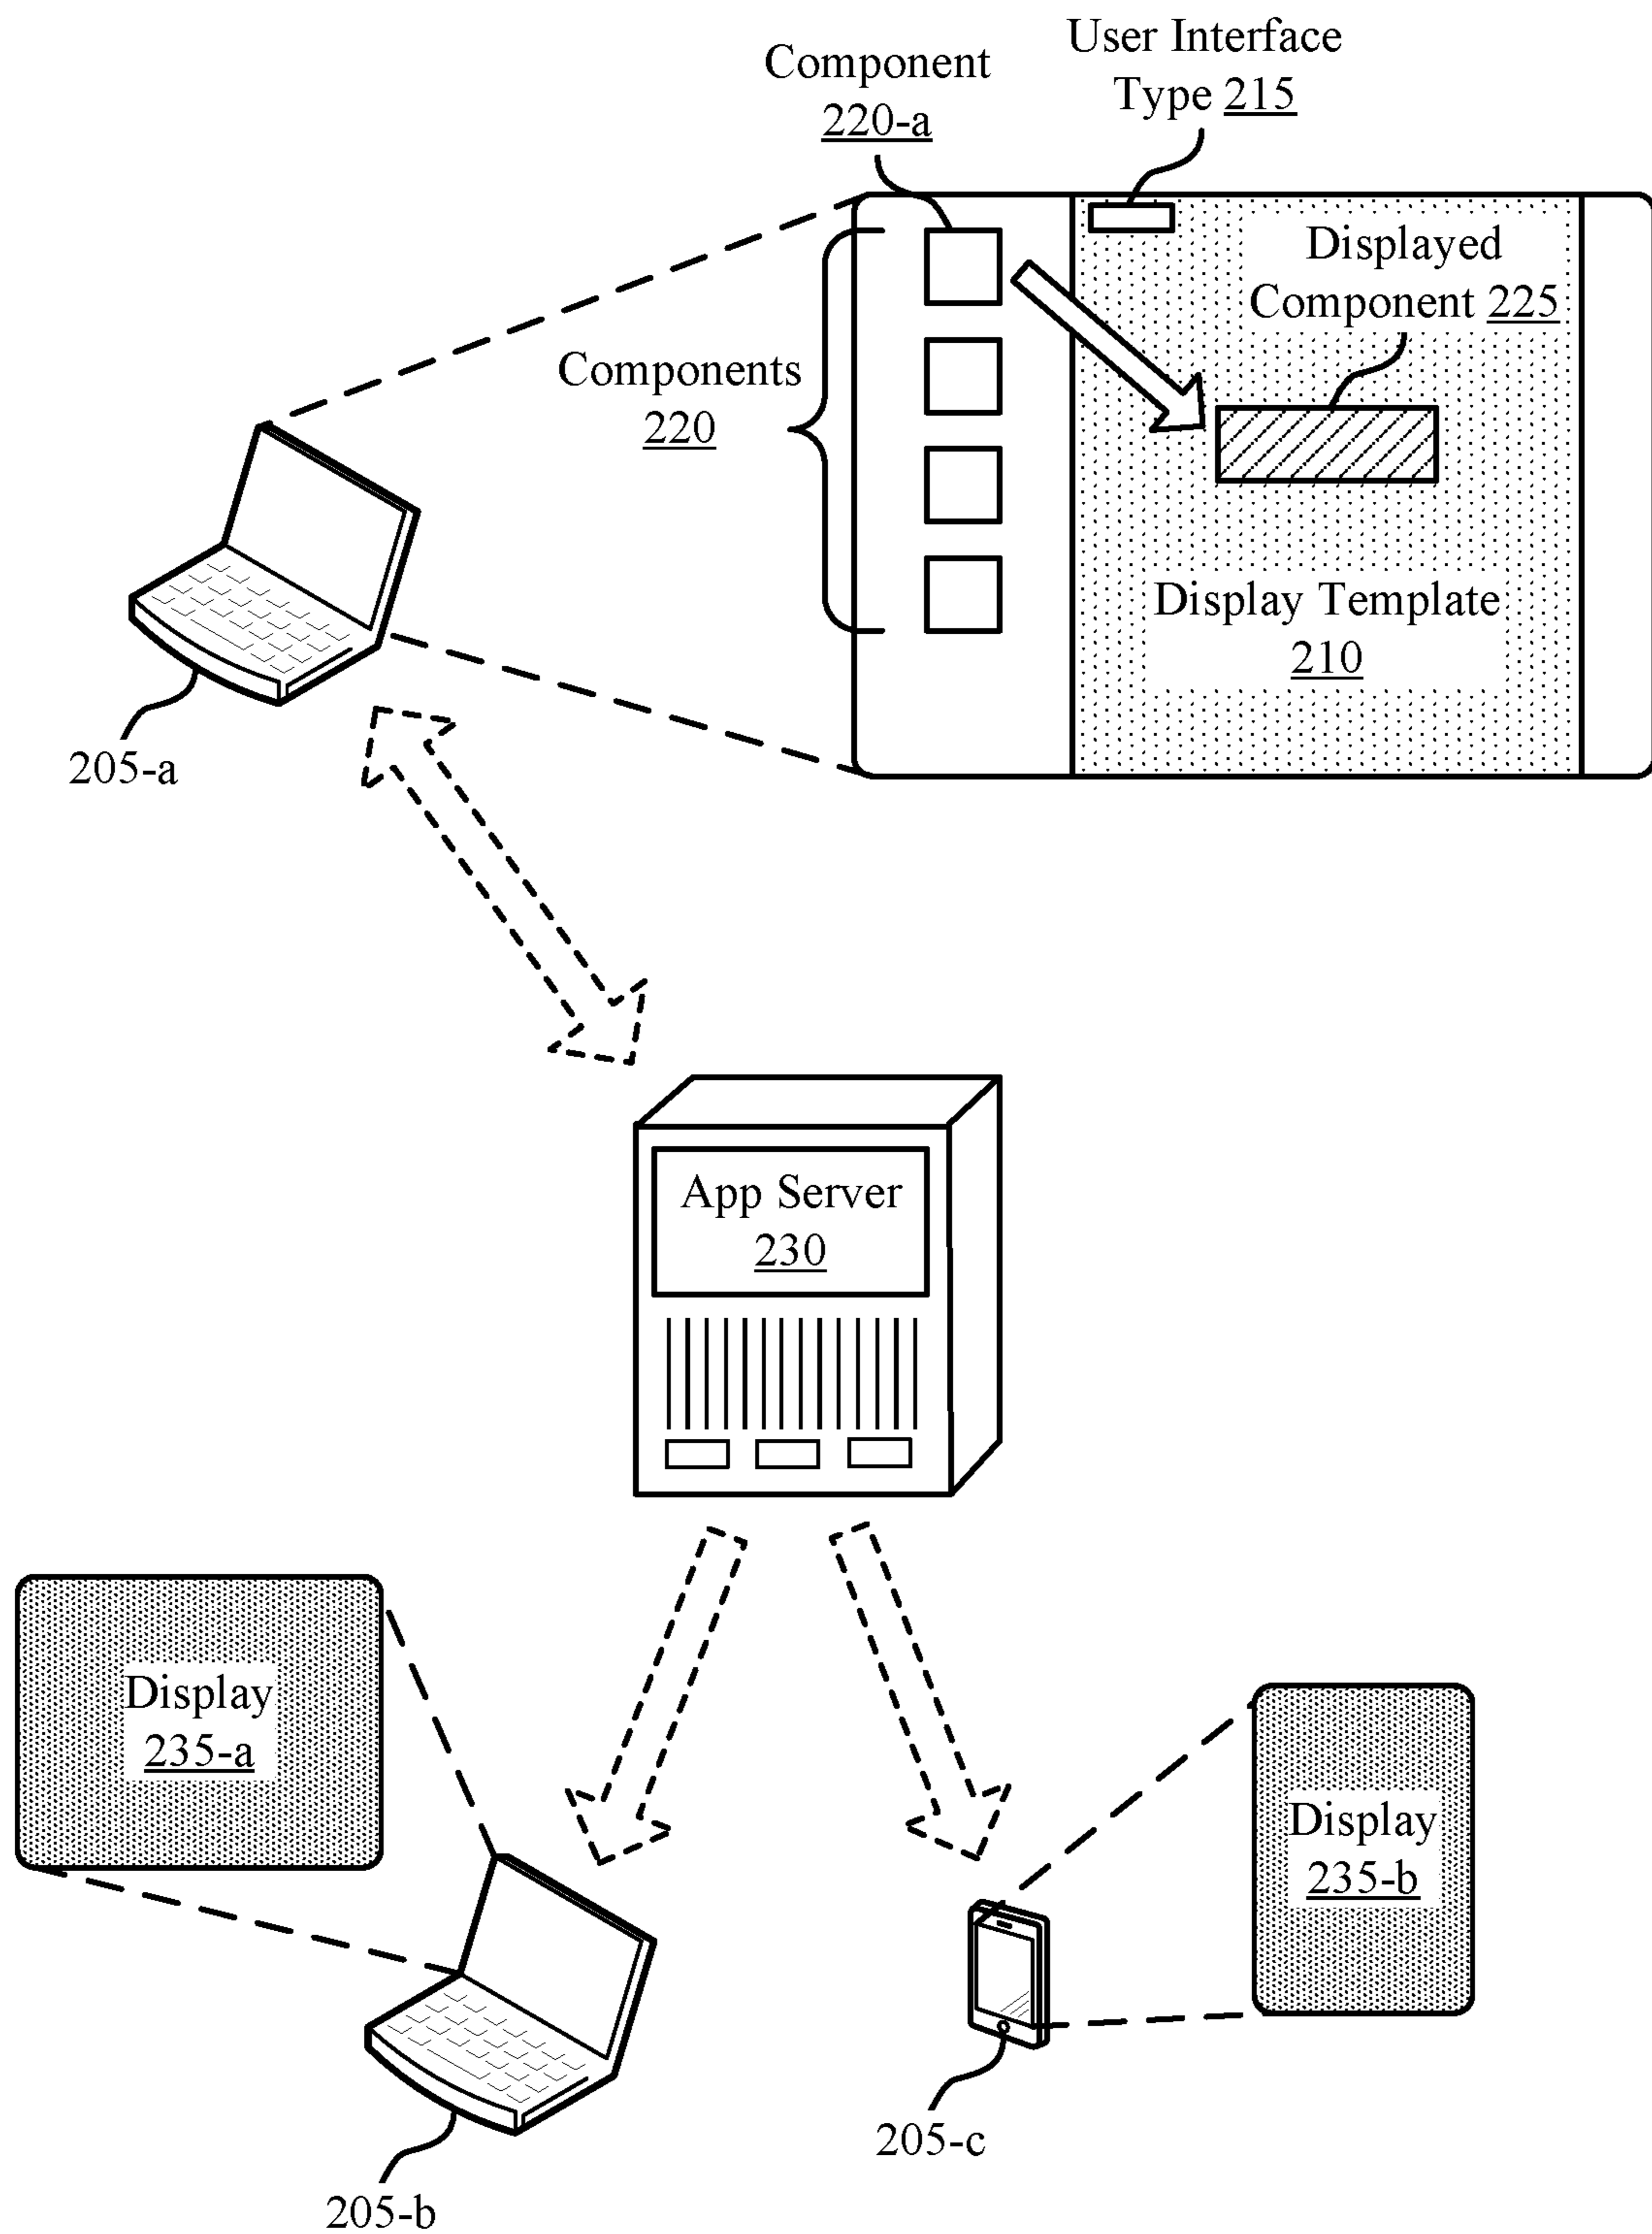 User Interface
Type 215
Component
220-a
Displayed
Component 225
Components
220
Display Template
210
205-a
App Server
230
Display
235-a
Display
235-b
205-c
205-b